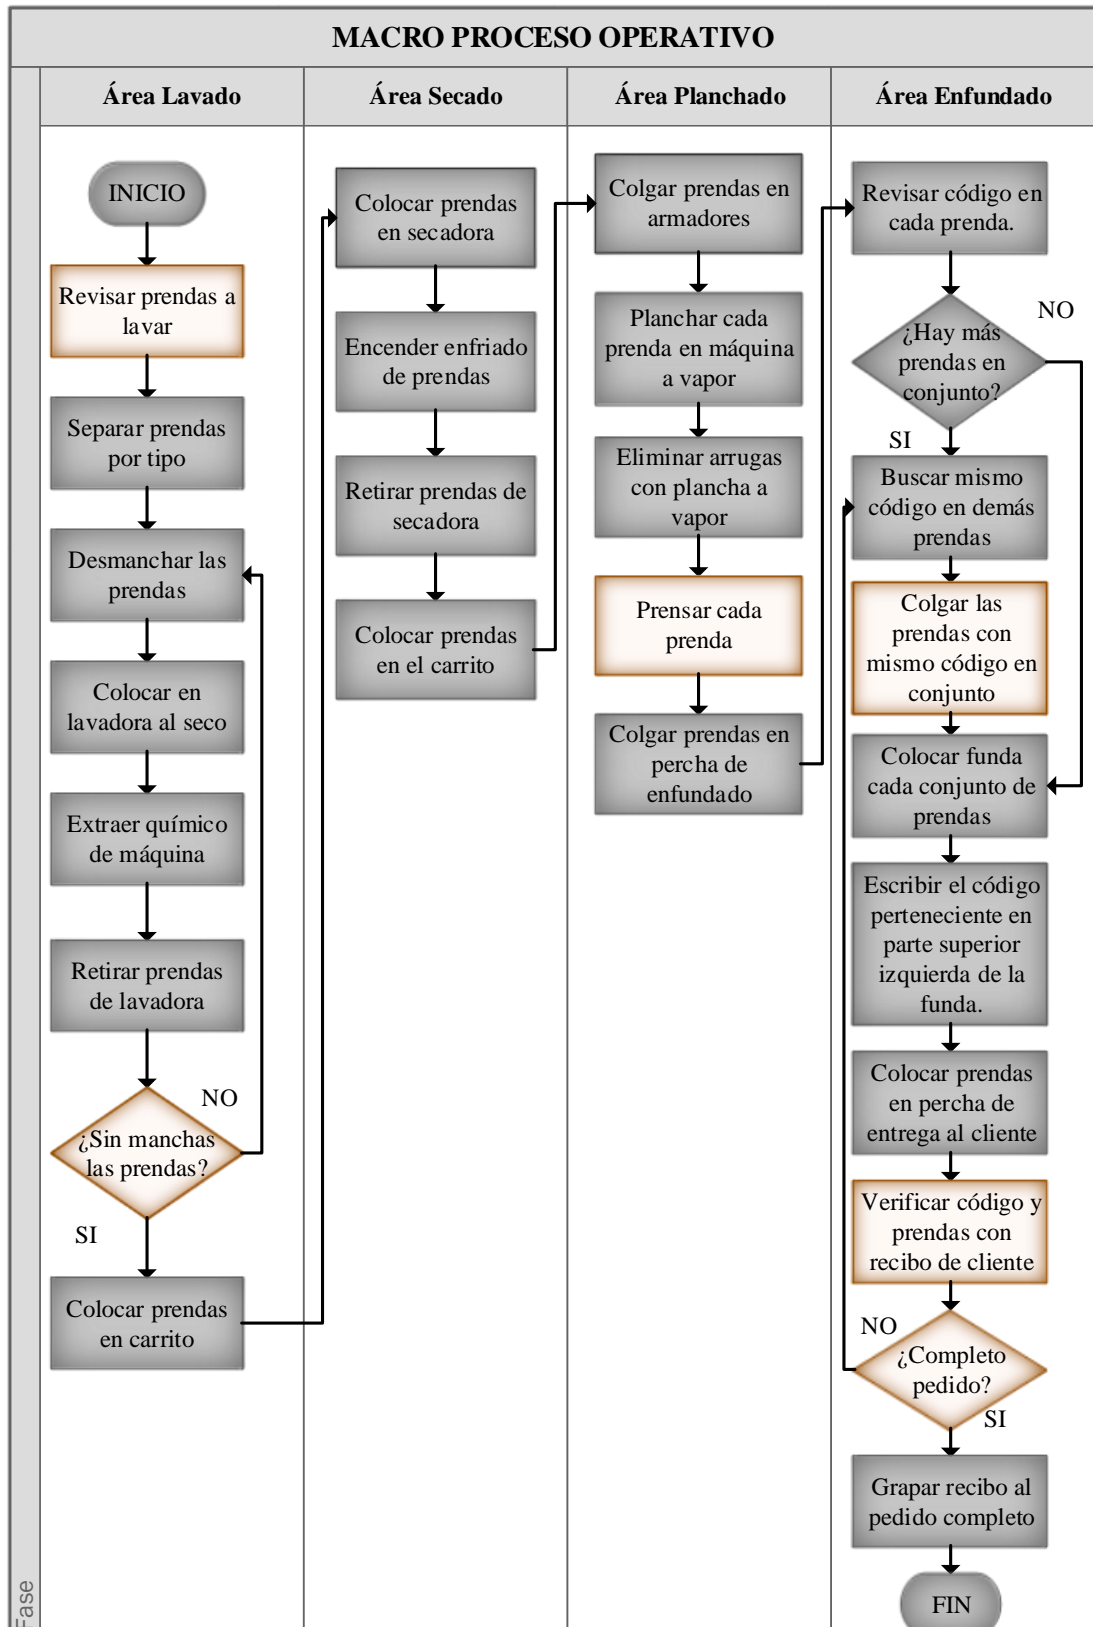 MACRO PROCESO OPERATIVO
Área Lavado
Área Secado
Área Planchado
Área Enfundado
INICIO
Revisar prendas a
lavar
Separar prendas
por tipo
Desmanchar las
prendas
Colocar en
lavadora al seco
Extraer químico
de máquina
Retirar prendas
de lavadora
NO
¿Sin manchas
las prendas?
SI
Colocar prendas
en carrito
Colocar prendas
en secadora
Encender enfriado
de prendas
Retirar prendas de
secadora
Colocar prendas
en el carrito
Colgar prendas en
armadores
Planchar cada
prenda en máquina
a vapor
Eliminar arrugas
con plancha a
vapor
Prensar cada
prenda
Colgar prendas en
percha de
enfundado
Revisar código en
cada prenda.
NO
¿Hay más
prendas en
conjunto?
SI
Buscar mismo
código en demás
prendas
Colgar las
prendas con
mismo código en
conjunto
Colocar funda
cada conjunto de
prendas
Escribir el código
perteneciente en
parte superior
izquierda de la
funda.
Colocar prendas
en percha de
entrega al cliente
Verificar código y
prendas con
recibo de cliente
NO
¿Completo
pedido?
SI
Grapar recibo al
pedido completo
FIN
Fase